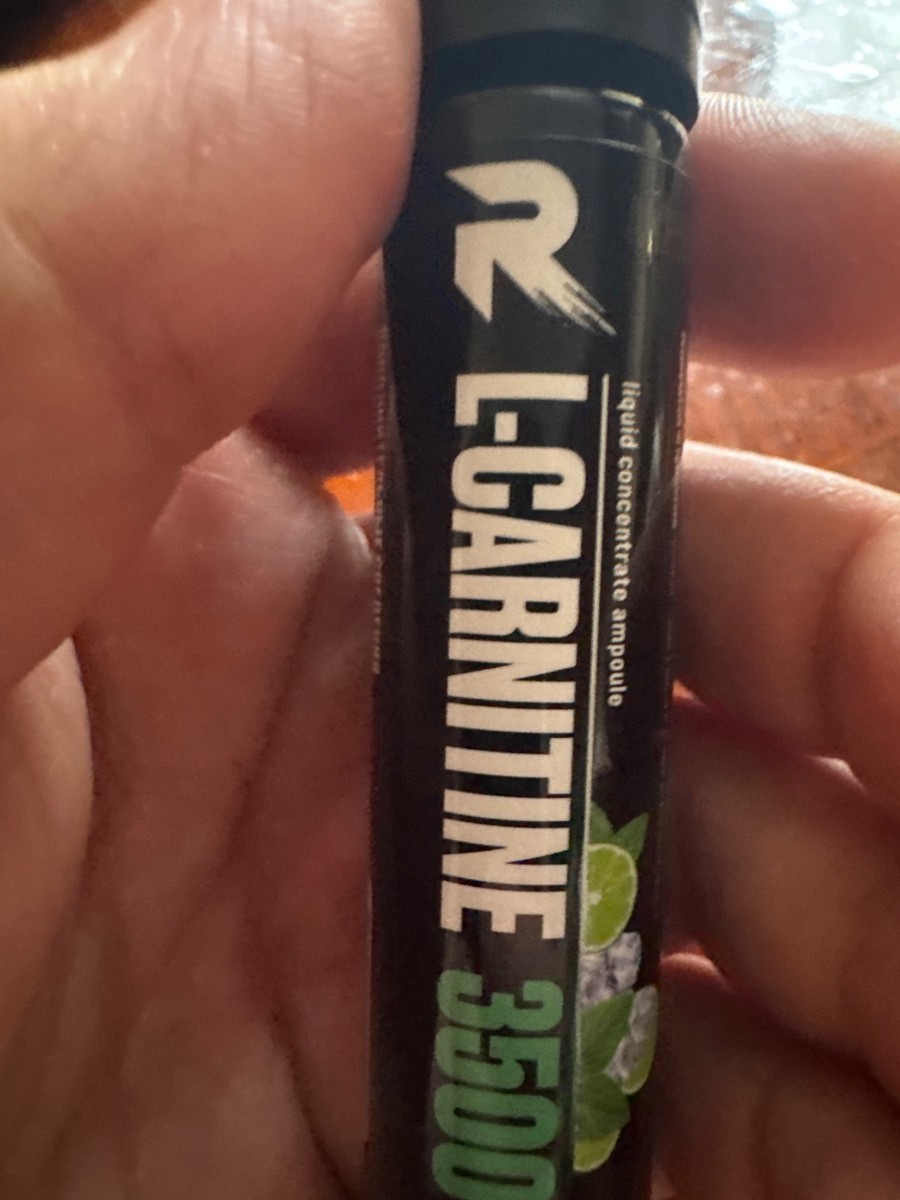 L-CARNITINE 3500
liquid concentrate ampoule